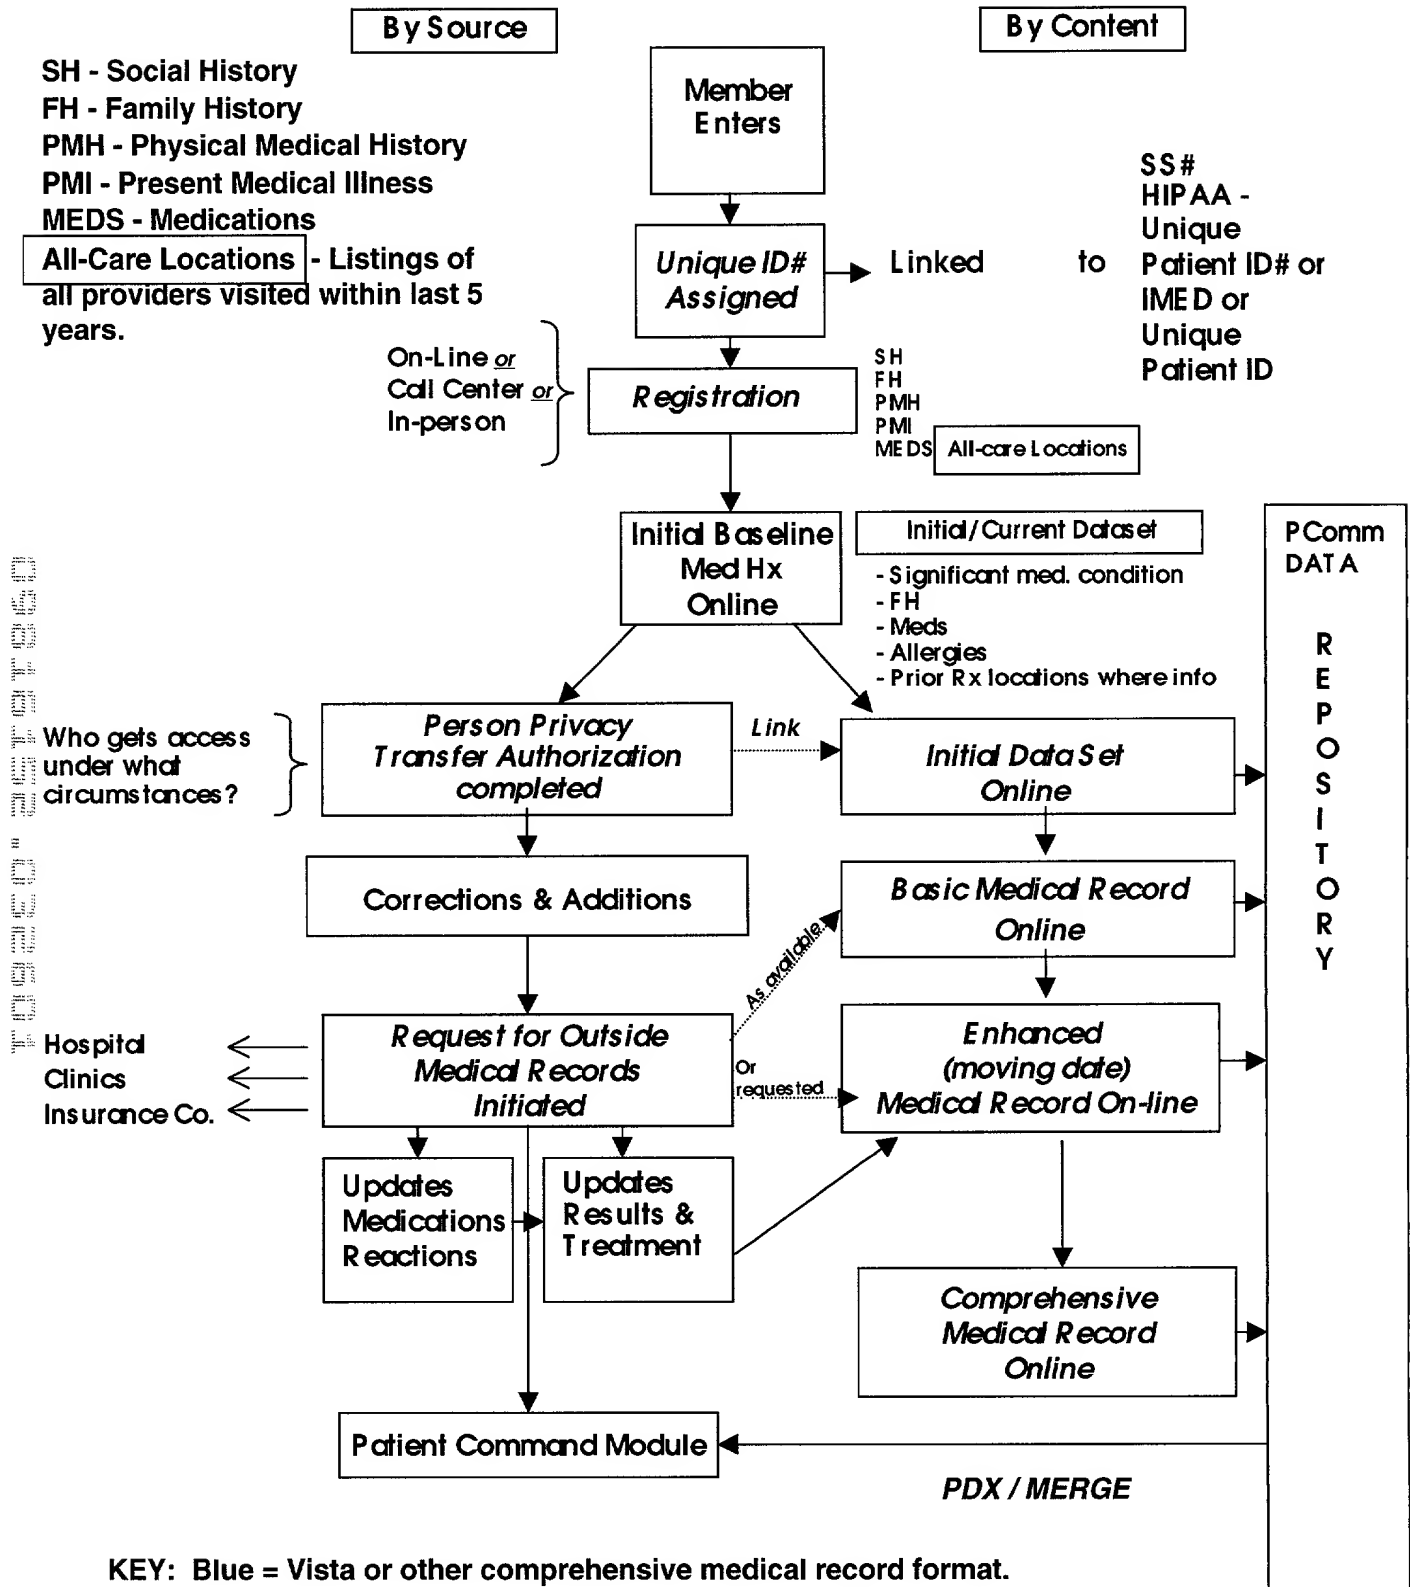 By Source
By Content
SH - Social History
FH - Family History
PMH - Physical Medical History
PMI - Present Medical Illness
MEDS - Medications
All-Care Locations - Listings of
all providers visited within last 5
years.
Member
Enters
Unique ID#
Assigned
Linked to
SS#
HIPAA -
Unique
Patient ID# or
IMED or
Unique
Patient ID
On-Line or
Call Center or
In-person
Registration
SH
FH
PMH
PMI
MEDS All-care Locations
Initial Baseline
Med Hx
Online
Initial/Current Dataset
- Significant med. condition
- FH
- Meds
- Allergies
- Prior Rx locations where info
PComm
DATA
REPOSITORY
Who gets access
under what
circumstances?
Person Privacy
Transfer Authorization
completed
Link
Initial Data Set
Online
Corrections & Additions
Basic Medical Record
Online
As available
Hospital
Clinics
Insurance Co.
Request for Outside
Medical Records
Initiated
Or
requested
Enhanced
(moving date)
Medical Record On-line
Updates
Medications
Reactions
Updates
Results &
Treatment
Comprehensive
Medical Record
Online
Patient Command Module
PDX / MERGE
KEY: Blue = Vista or other comprehensive medical record format.